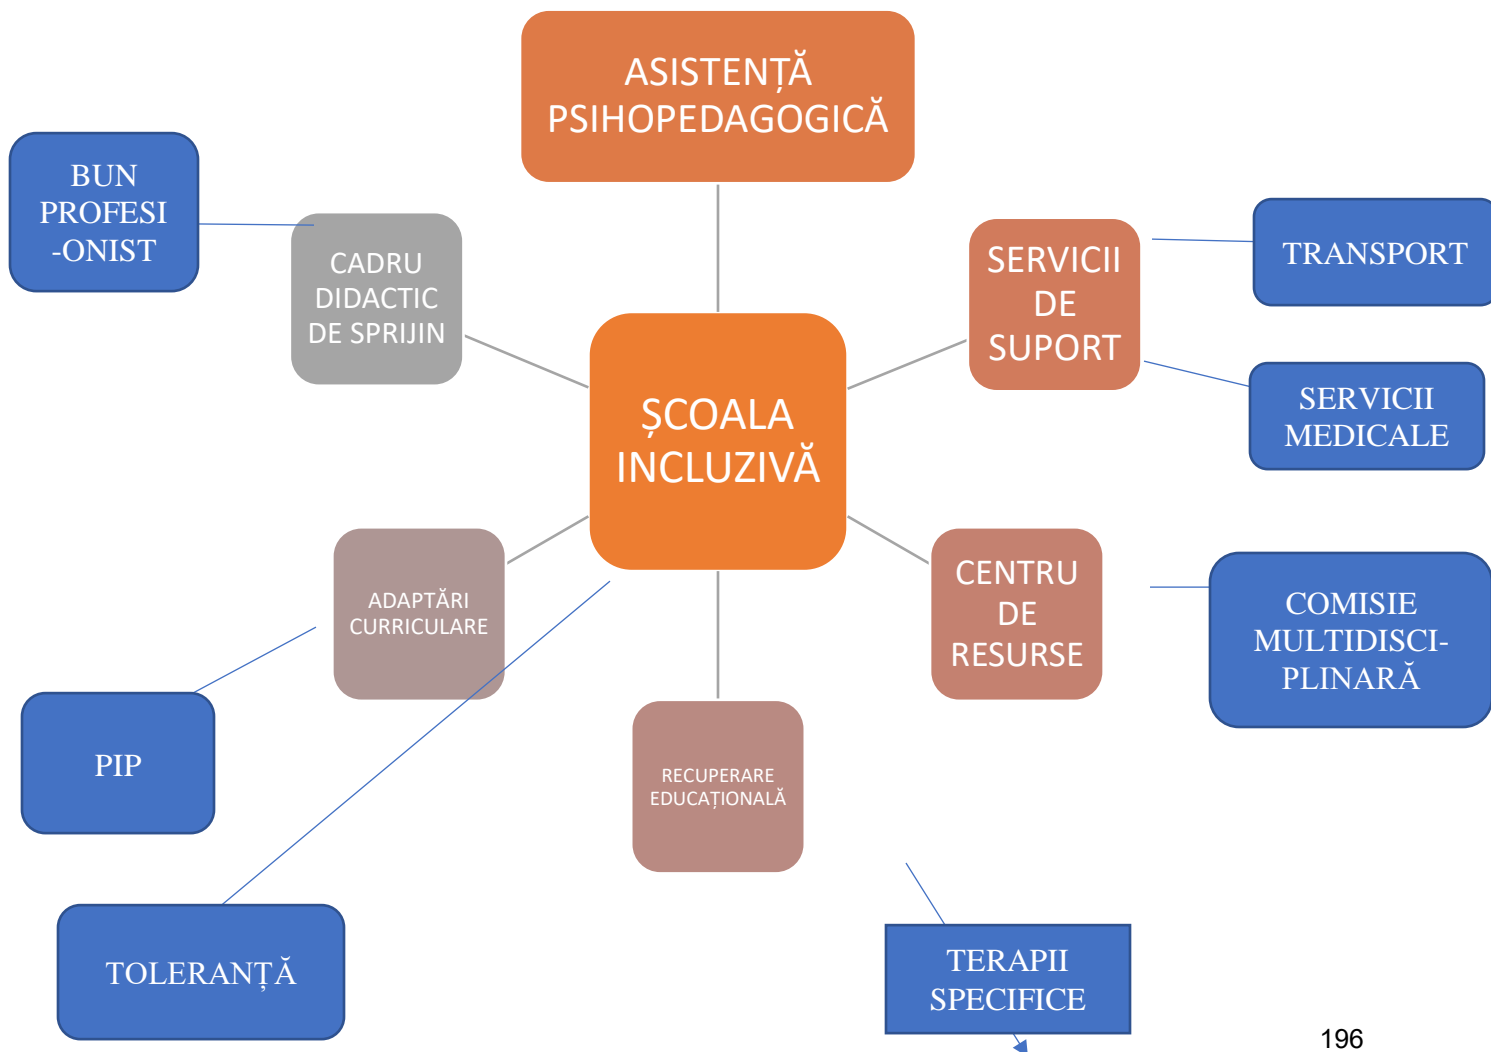 ASISTENȚĂ
PSIHOPEDAGOGICĂ
BUN
PROFESI
-ONIST
CADRU
DIDACTIC
DE SPRIJIN
SERVICII
DE
SUPORT
TRANSPORT
SERVICII
MEDICALE
ȘCOALA
INCLUZIVĂ
ADAPTĂRI
CURRICULARE
CENTRU
DE
RESURSE
COMISIE
MULTIDISCI-
PLINARĂ
PIP
RECUPERARE
EDUCAȚIONALĂ
TOLERANȚĂ
TERAPII
SPECIFICE
196